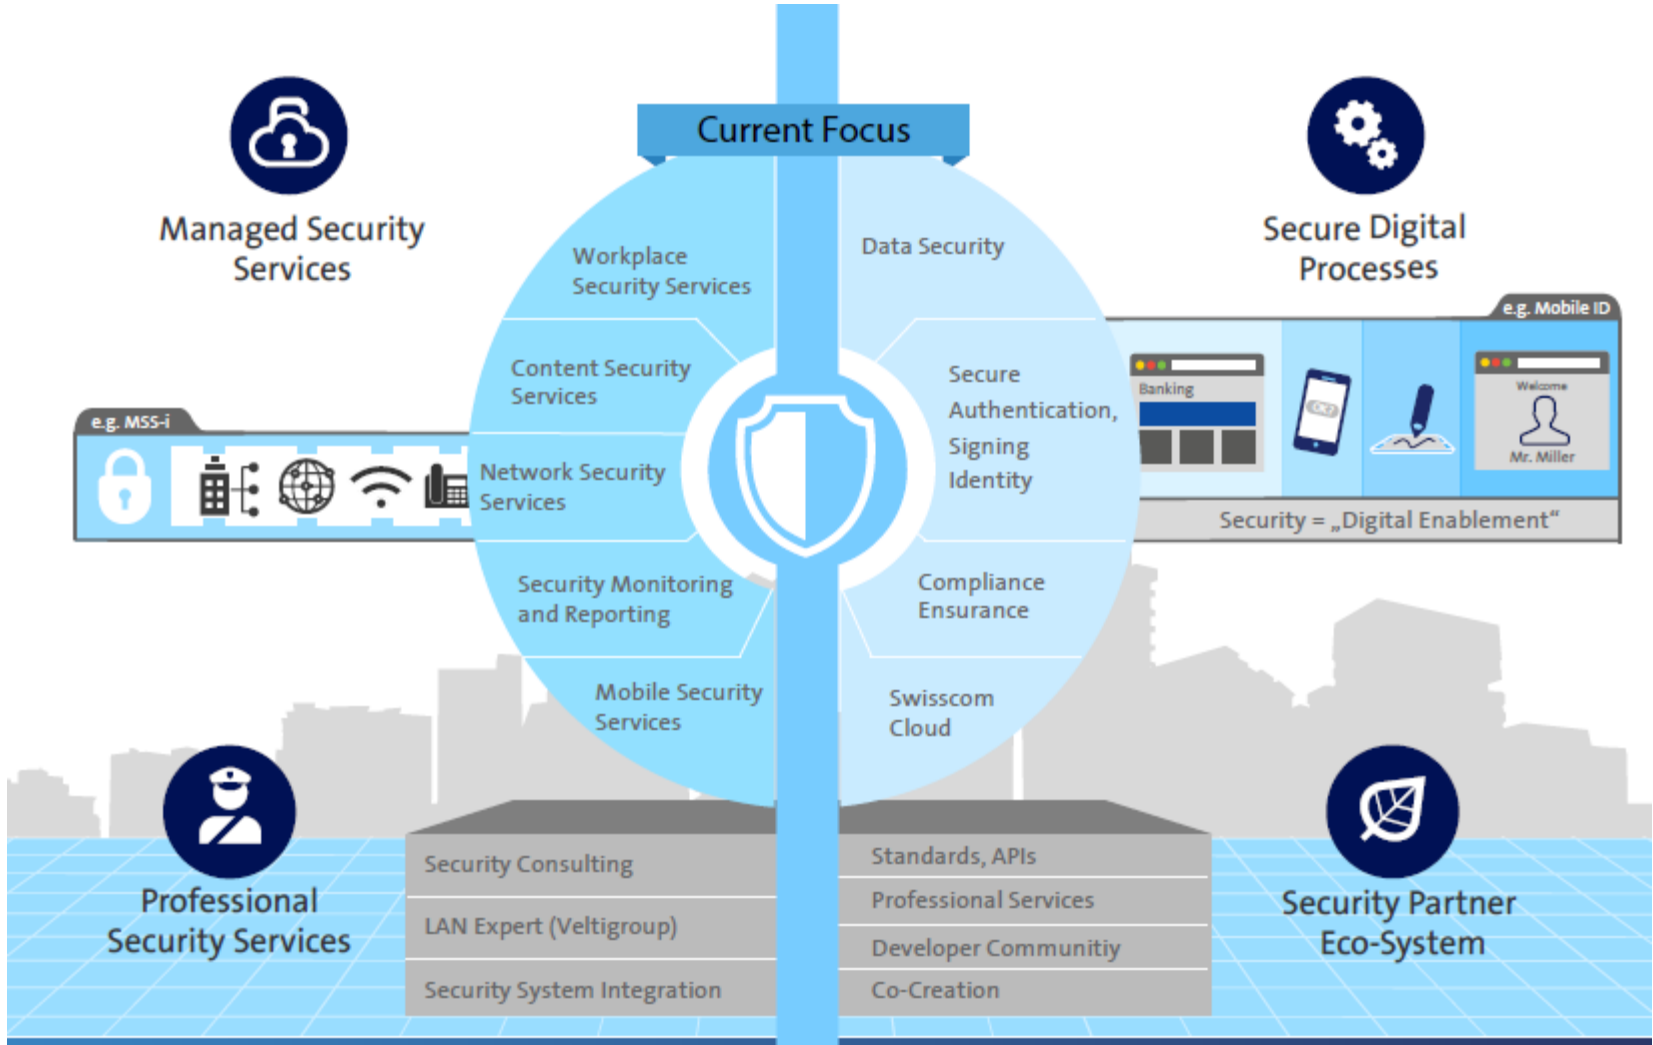 Current Focus
Managed Security
Services
Secure Digital
Processes
Workplace
Security Services
Content Security
Services
Network Security
Services
Security Monitoring
and Reporting
Mobile Security
Services
Data Security
Secure
Authentication,
Signing
Identity
Compliance
Ensurance
Swisscom
Cloud
e.g. MSS-i
e.g. Mobile ID
Banking
OK?
Welcome
Mr. Miller
Security = „Digital Enablement“
Professional
Security Services
Security Consulting
LAN Expert (Veltigroup)
Security System Integration
Standards, APIs
Professional Services
Developer Communitiy
Co-Creation
Security Partner
Eco-System